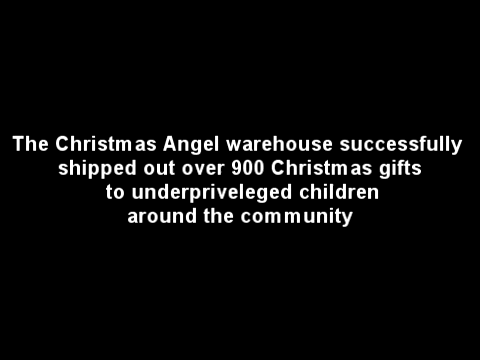 The Christmas Angel warehouse successfully
shipped out over 900 Christmas gifts
to underpriveleged children
around the community